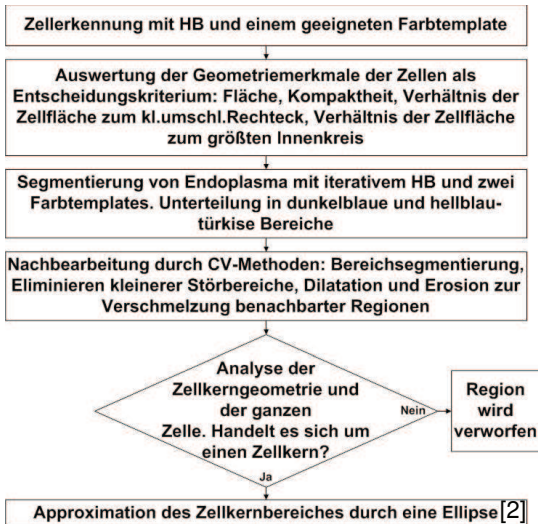 Zellerkennung mit HB und einem geeigneten Farbtemplate
Auswertung der Geometriemerkmale der Zellen als
Entscheidungskriterium: Fläche, Kompaktheit, Verhältnis der
Zellfläche zum kl.umschl.Rechteck, Verhältnis der Zellfläche
zum größten Innenkreis
Segmentierung von Endoplasma mit iterativem HB und zwei
Farbtemplates. Unterteilung in dunkelblaue und hellblau-
türkise Bereiche
Nachbearbeitung durch CV-Methoden: Bereichsegmentierung,
Eliminieren kleinerer Störbereiche, Dilatation und Erosion zur
Verschmelzung benachbarter Regionen
Analyse der
Zellkerngeometrie und
der ganzen
Zelle. Handelt es sich um
einen Zellkern?
Nein
Region
wird
verworfen
Ja
Approximation des Zellkernbereiches durch eine Ellipse [2]